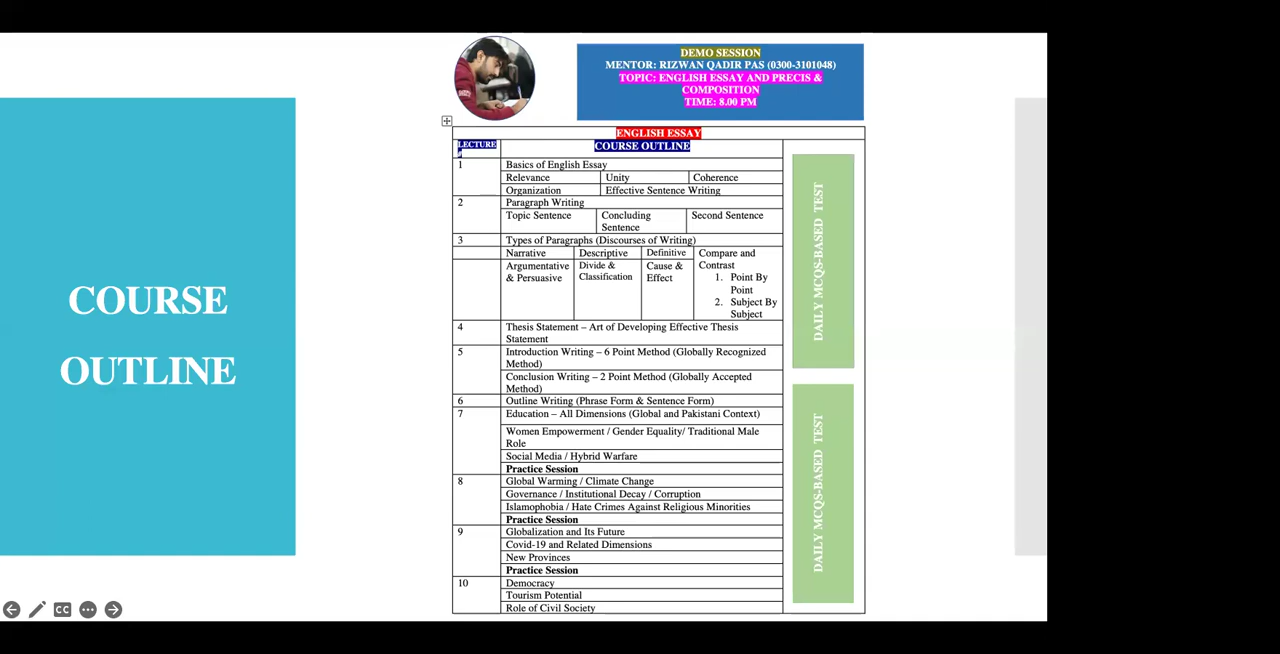 DEMO SESSION
MENTOR: RIZWAN QADIR PAS (0300-3101048)
TOPIC: ENGLISH ESSAY AND PRECIS &
COMPOSITION
TIME: 8.00 PM
COURSE
OUTLINE
ENGLISH ESSAY
LECTURE
#
COURSE OUTLINE
1
Basics of English Essay
Relevance
Unity
Coherence
Organization
Effective Sentence Writing
2
Paragraph Writing
Topic Sentence
Concluding
Sentence
Second Sentence
3
Types of Paragraphs (Discourses of Writing)
Narrative
Descriptive
Definitive
Compare and
Contrast
1. Point By
Point
2. Subject By
Subject
Argumentative
& Persuasive
Divide &
Classification
Cause &
Effect
4
Thesis Statement – Art of Developing Effective Thesis
Statement
5
Introduction Writing – 6 Point Method (Globally Recognized
Method)
Conclusion Writing – 2 Point Method (Globally Accepted
Method)
6
Outline Writing (Phrase Form & Sentence Form)
7
Education – All Dimensions (Global and Pakistani Context)
Women Empowerment / Gender Equality/ Traditional Male
Role
Social Media / Hybrid Warfare
Practice Session
8
Global Warming / Climate Change
Governance / Institutional Decay / Corruption
Islamophobia / Hate Crimes Against Religious Minorities
Practice Session
9
Globalization and Its Future
Covid-19 and Related Dimensions
New Provinces
Practice Session
10
Democracy
Tourism Potential
Role of Civil Society
DAILY MCQS-BASED TEST
DAILY MCQS-BASED TEST
CC